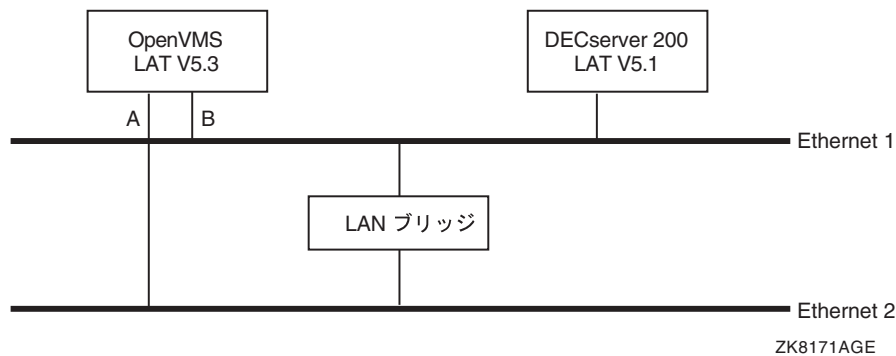 OpenVMS
LAT V5.3
DECserver 200
LAT V5.1
A
B
Ethernet 1
LAN ブリッジ
Ethernet 2
ZK8171AGE